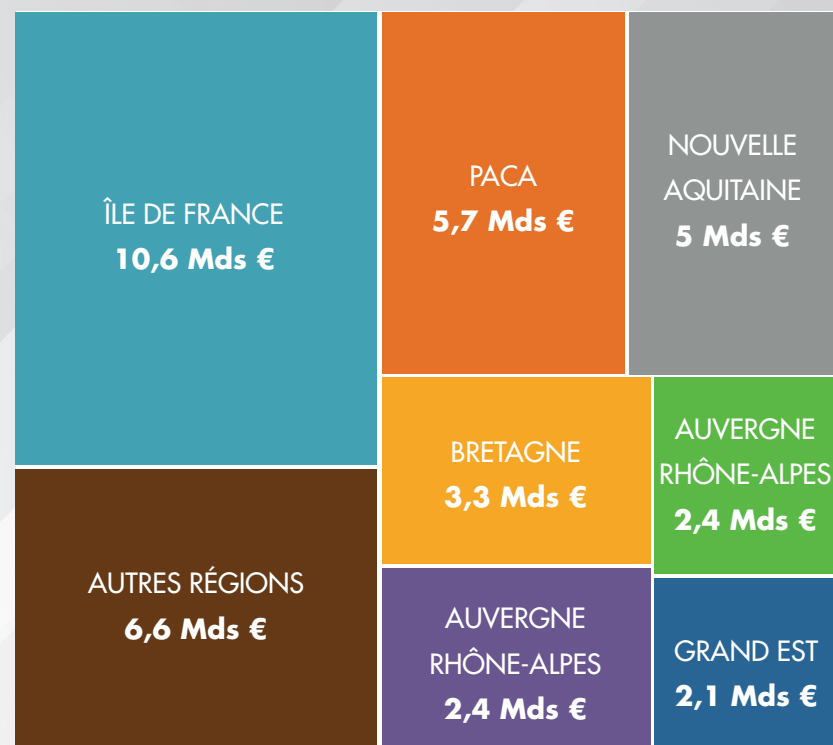 ÎLE DE FRANCE
10,6 Mds €
PACA
5,7 Mds €
NOUVELLE
AQUITAINE
5 Mds €
BRETAGNE
3,3 Mds €
AUVERGNE
RHÔNE-ALPES
2,4 Mds €
AUTRES RÉGIONS
6,6 Mds €
AUVERGNE
RHÔNE-ALPES
2,4 Mds €
GRAND EST
2,1 Mds €